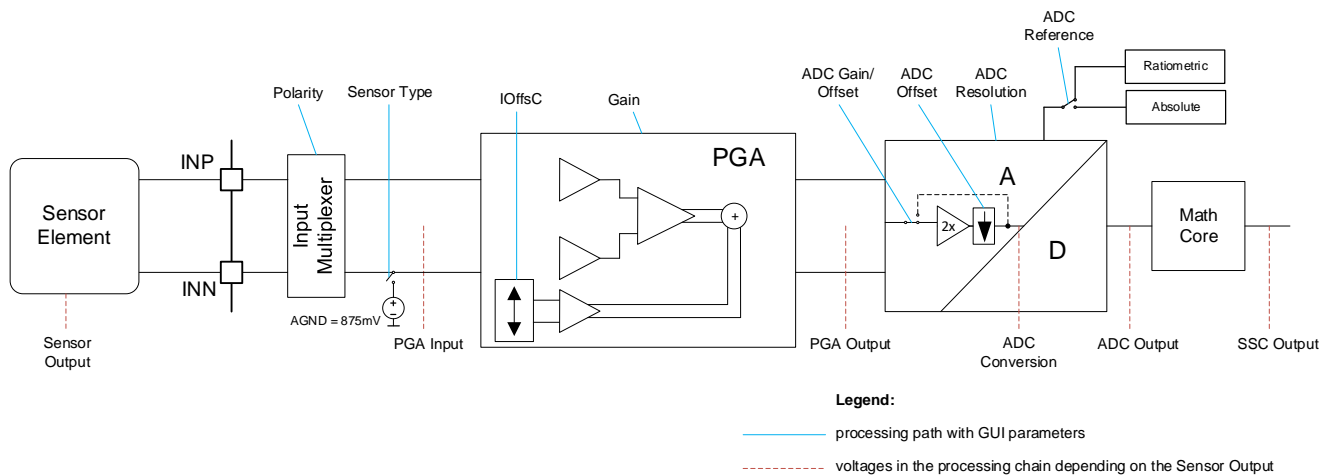 ADC
Reference
Ratiometric
Absolute
ADC Gain/
Offset
ADC
Offset
ADC
Resolution
Polarity
Sensor Type
IOffsC
Gain
INP
PGA
A
Sensor
Element
Input
Multiplexer
+
2x
D
Math
Core
INN
+
-
AGND = 875mV
Sensor
Output
PGA Input
PGA Output
ADC
Conversion
ADC Output
SSC Output
Legend:
processing path with GUI parameters
voltages in the processing chain depending on the Sensor Output